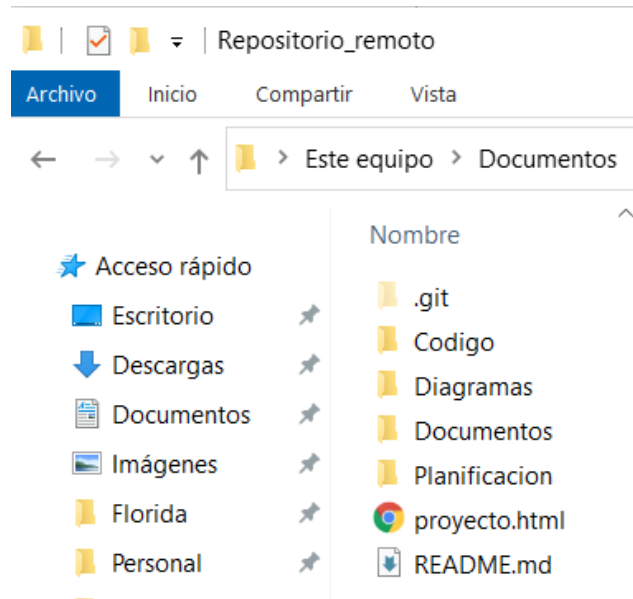 Repositorio_remoto
Archivo Inicio Compartir Vista
Este equipo > Documentos
Nombre
Acceso rápido
Escritorio
Descargas
Documentos
Imágenes
Florida
Personal
.git
Codigo
Diagramas
Documentos
Planificacion
proyecto.html
README.md